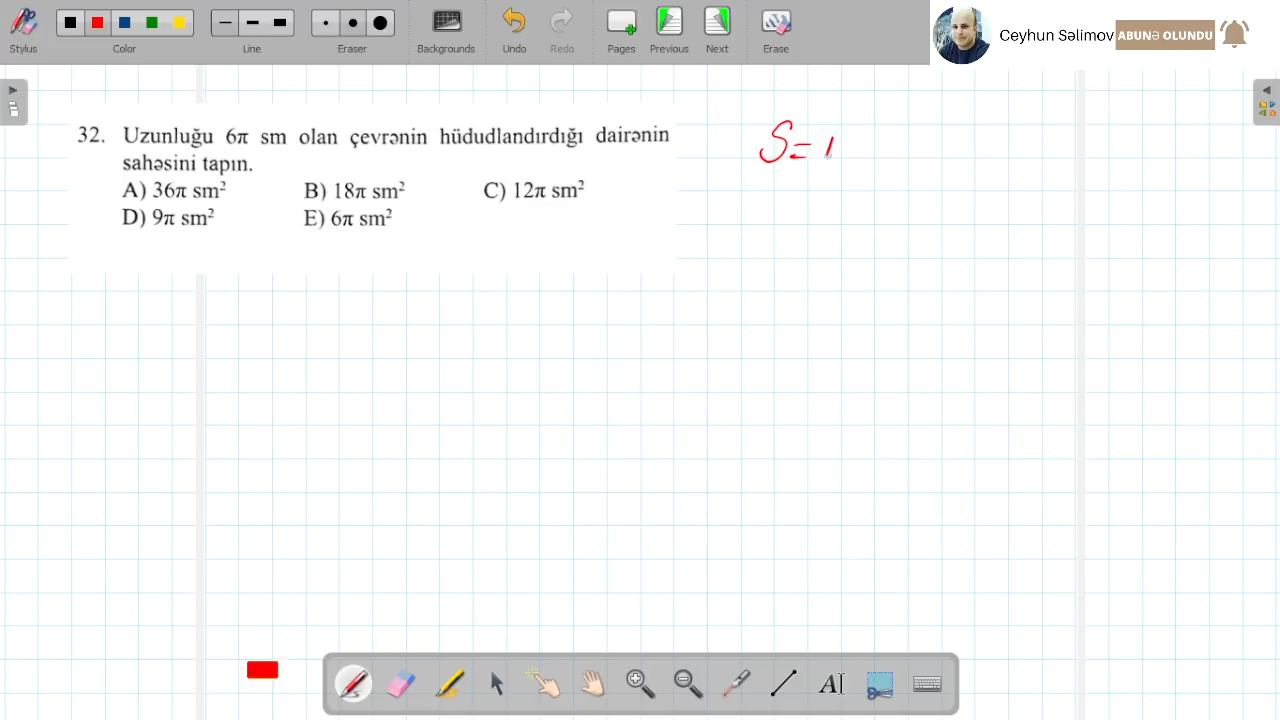 Stylus
Color
Line
Eraser
Backgrounds
Undo
Redo
Pages
Previous
Next
Erase
Ceyhun Səlimov
ABUNƏ OLUNDU
32. Uzunluğu 6π sm olan çevrənin hüdudlandırdığı dairənin
sahəsini tapın.
A) 36π sm² B) 18π sm² C) 12π sm²
D) 9π sm² E) 6π sm²
S=
AI